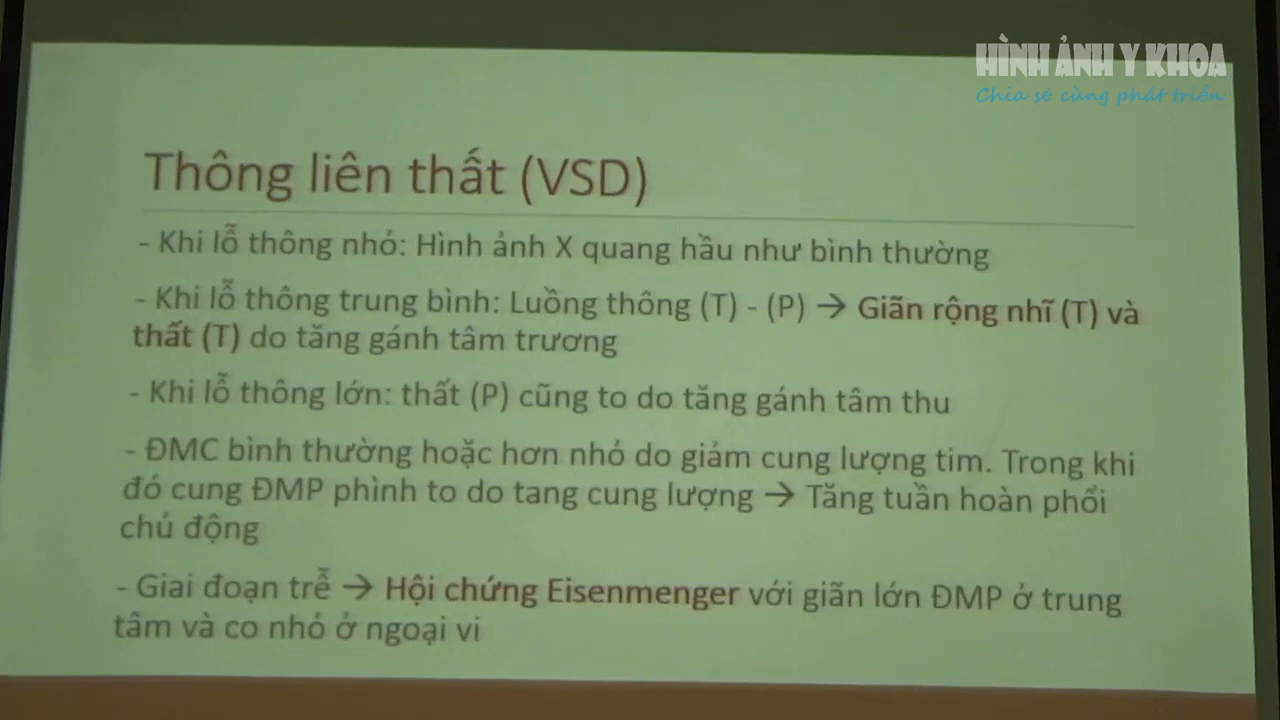 HÌNH ẢNH Y KHOA
Chia sẻ cùng phát triển
Thông liên thất (VSD)
- Khi lỗ thông nhỏ: Hình ảnh X quang hầu như bình thường
- Khi lỗ thông trung bình: Luồng thông (T) - (P) → Giãn rộng nhĩ (T) và
thất (T) do tăng gánh tâm trương
- Khi lỗ thông lớn: thất (P) cũng to do tăng gánh tâm thu
- ĐMC bình thường hoặc hơn nhỏ do giảm cung lượng tim. Trong khi
đó cung ĐMP phình to do tang cung lượng → Tăng tuần hoàn phổi
chủ động
- Giai đoạn trễ → Hội chứng Eisenmenger với giãn lớn ĐMP ở trung
tâm và co nhỏ ở ngoại vi